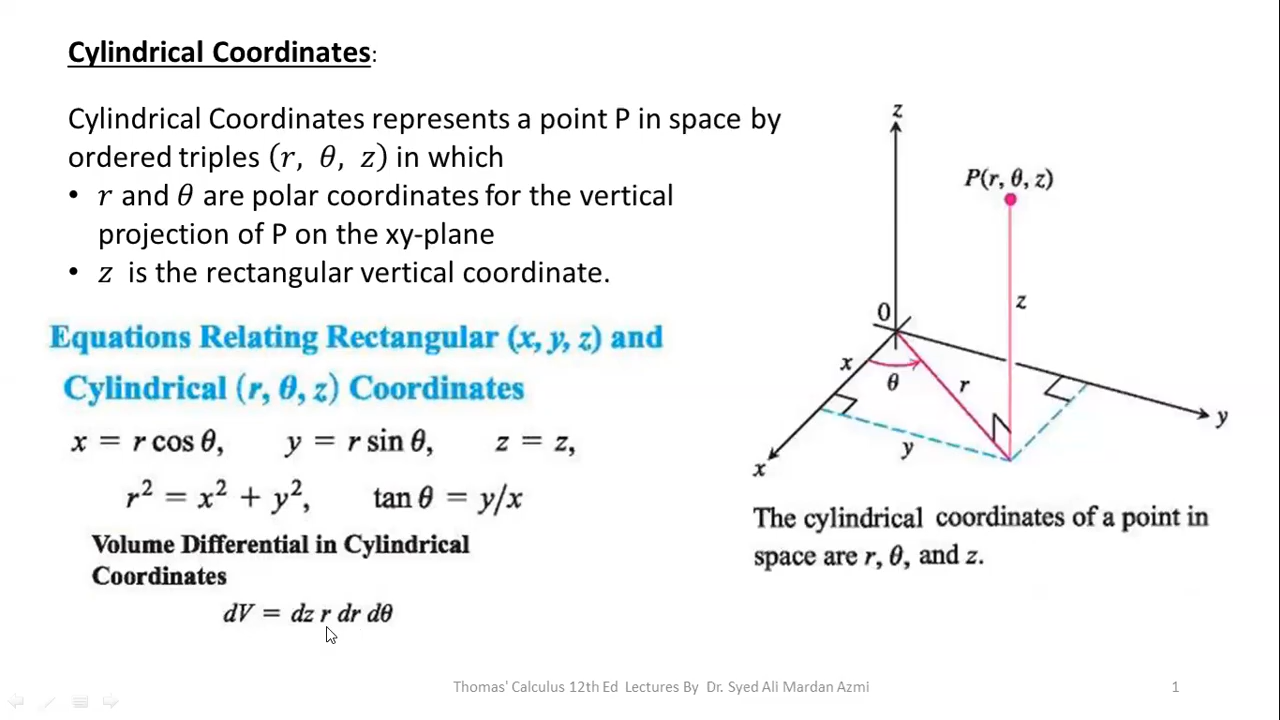 Cylindrical Coordinates:
Cylindrical Coordinates represents a point P in space by
ordered triples (r, θ, z) in which
• r and θ are polar coordinates for the vertical
projection of P on the xy-plane
• z is the rectangular vertical coordinate.
Equations Relating Rectangular (x, y, z) and
Cylindrical (r, θ, z) Coordinates
x = r cos θ, y = r sin θ, z = z,
r² = x² + y², tan θ = y/x
Volume Differential in Cylindrical
Coordinates
dV = dz r dr dθ
z
P(r, θ, z)
z
0
x
θ
r
y
y
x
The cylindrical coordinates of a point in
space are r, θ, and z.
Thomas' Calculus 12th Ed Lectures By Dr. Syed Ali Mardan Azmi
1